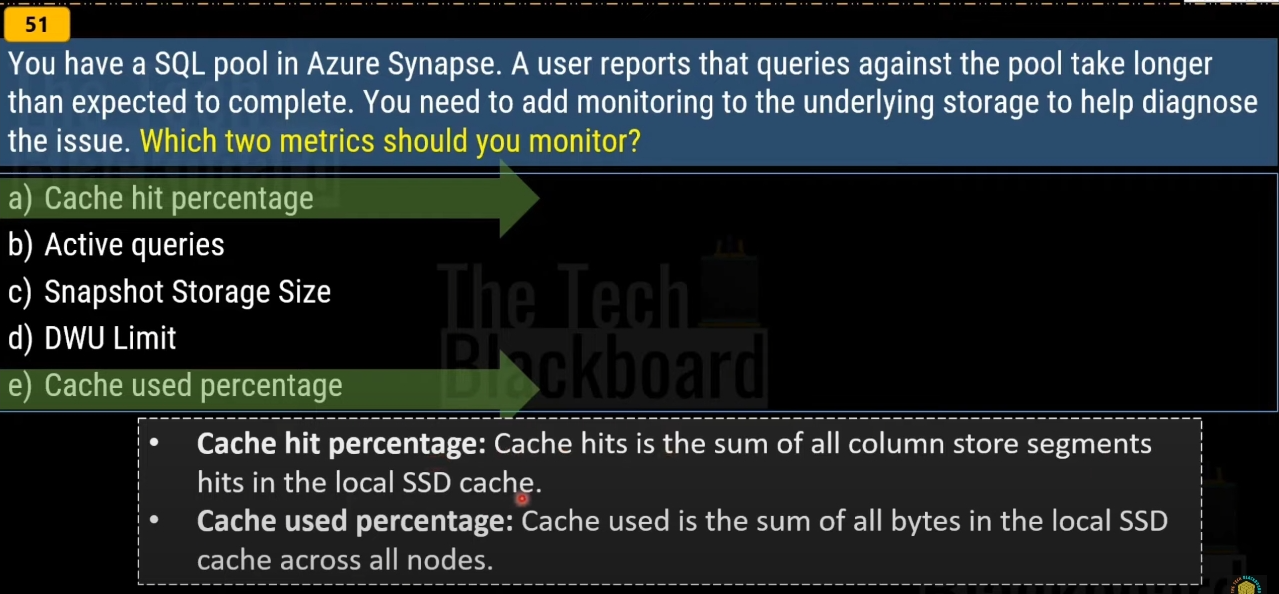 51
You have a SQL pool in Azure Synapse. A user reports that queries against the pool take longer
than expected to complete. You need to add monitoring to the underlying storage to help diagnose
the issue. Which two metrics should you monitor?
a) Cache hit percentage
b) Active queries
c) Snapshot Storage Size
d) DWU Limit
e) Cache used percentage
The Tech
Blackboard
• Cache hit percentage: Cache hits is the sum of all column store segments
hits in the local SSD cache.
• Cache used percentage: Cache used is the sum of all bytes in the local SSD
cache across all nodes.